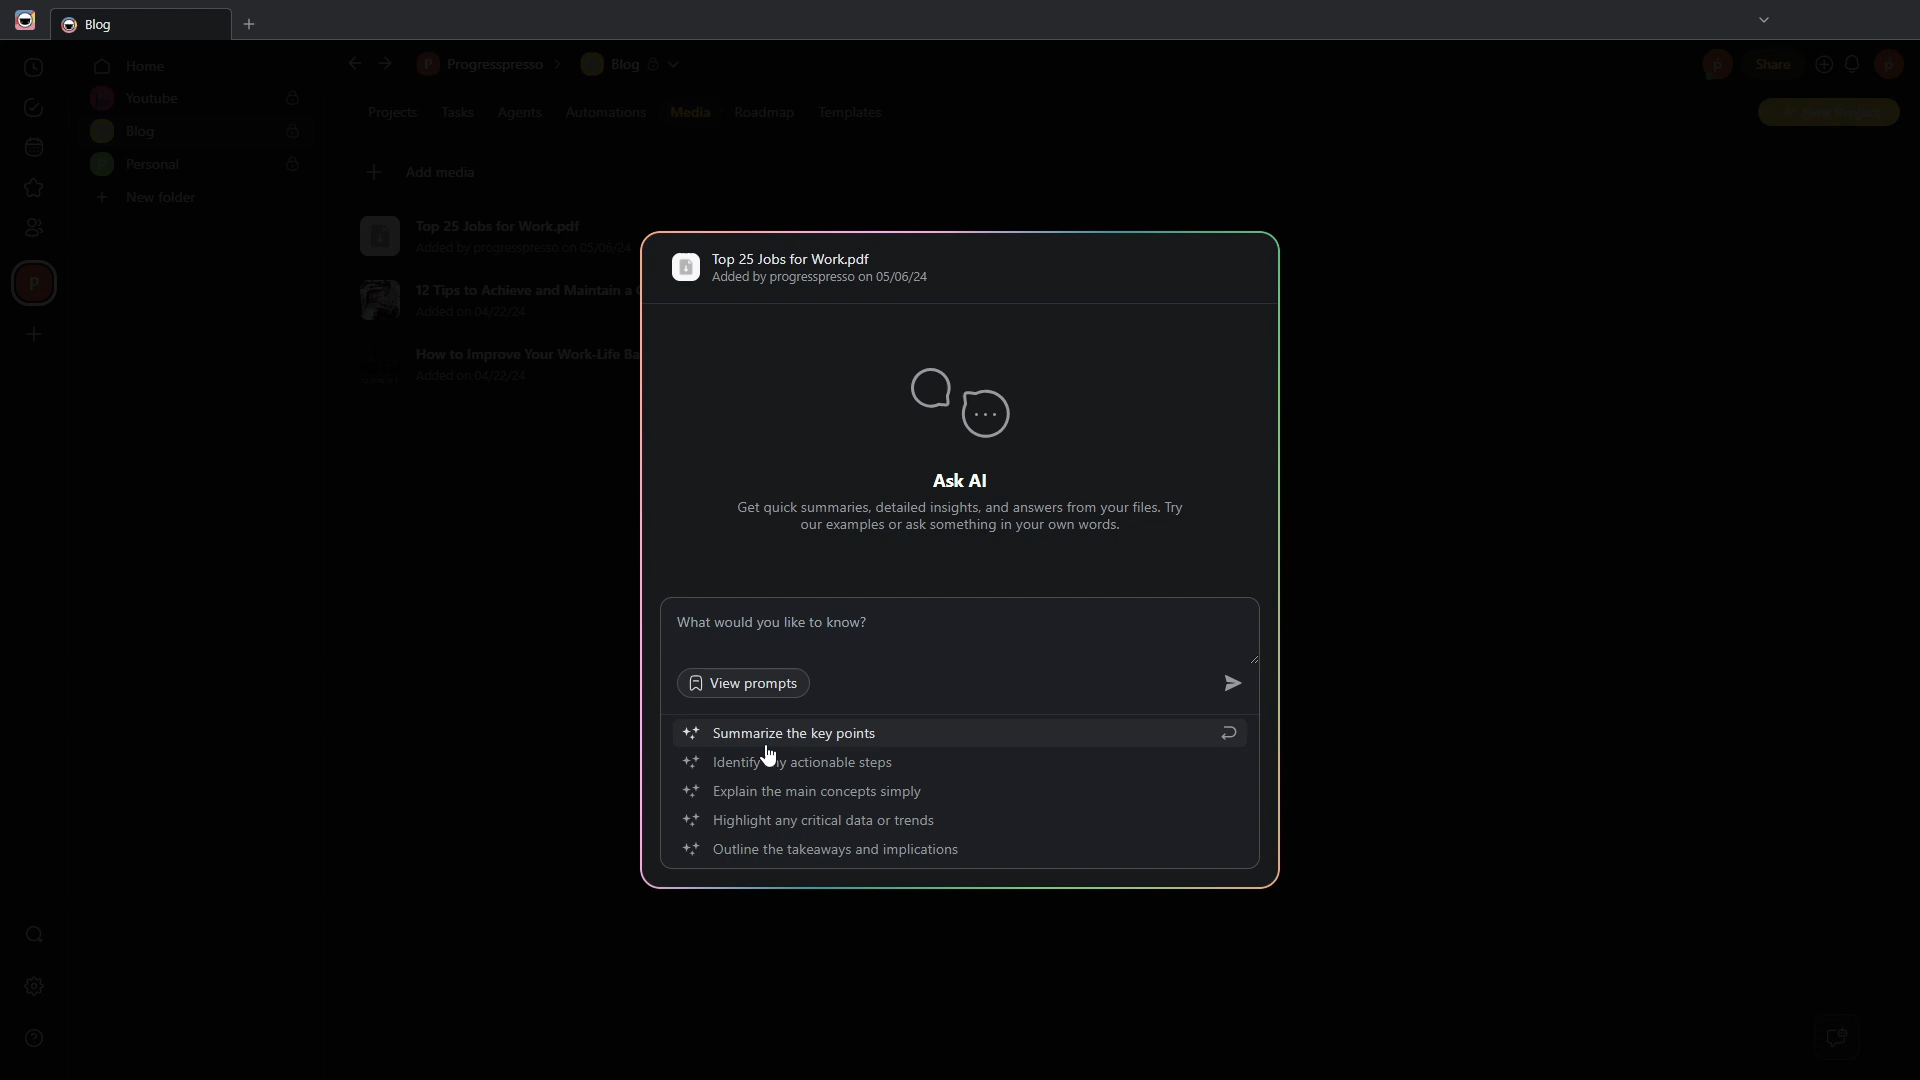 Blog
Home
Youtube
Blog
Personal
New folder
Progresspresso
Blog
Share
Projects
Tasks
Agents
Automations
Media
Roadmap
Templates
Add media
Top 25 Jobs for Work.pdf
Added by progresspresso on 05/06/24
12 Tips to Achieve and Maintain a
Added on 04/22/24
How to Improve Your Work-Life Ba
Added on 04/22/24
P
Top 25 Jobs for Work.pdf
Added by progresspresso on 05/06/24
Ask AI
Get quick summaries, detailed insights, and answers from your files. Try
our examples or ask something in your own words.
What would you like to know?
View prompts
Summarize the key points
Identify actionable steps
Explain the main concepts simply
Highlight any critical data or trends
Outline the takeaways and implications